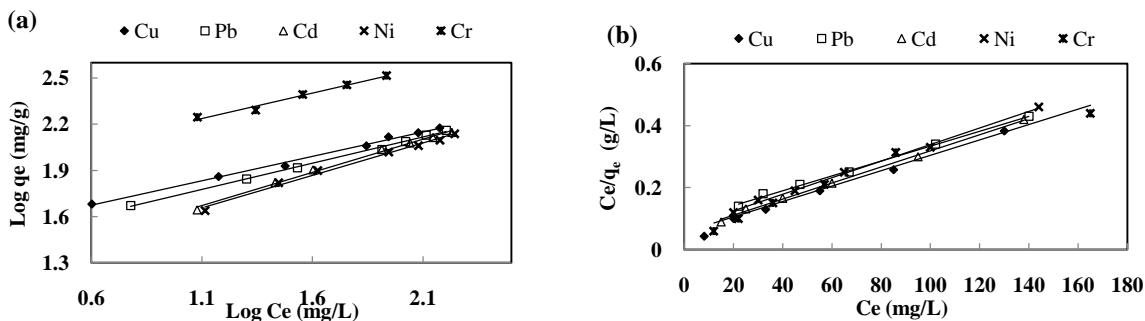 (a)
Cu Pb Cd Ni Cr
Log qe (mg/g)
2.5
2.2
1.9
1.6
1.3
0.6 1.1 1.6 2.1
Log Ce (mg/L)
(b)
Cu Pb Cd Ni Cr
Ce/qe (g/L)
0.6
0.4
0.2
0
0 20 40 60 80 100 120 140 160 180
Ce (mg/L)